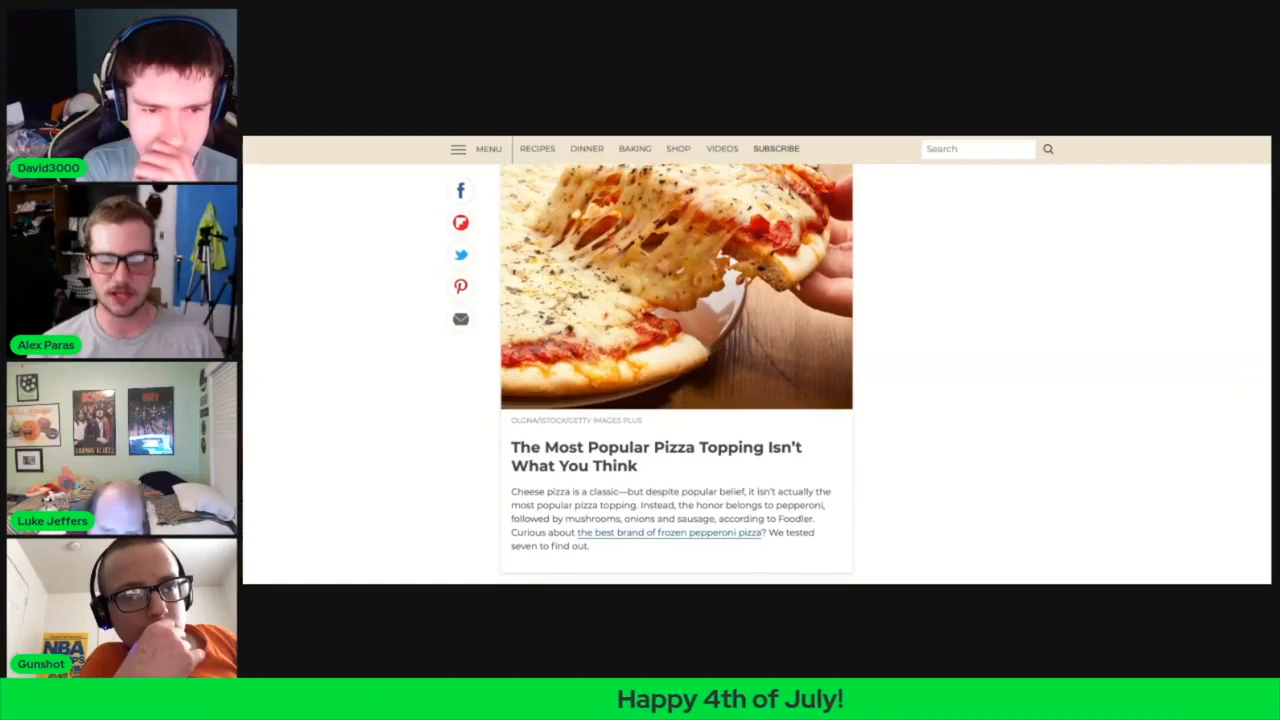 David3000
Alex Paras
Luke Jeffers
NBA
Gunshot
MENU
RECIPES
DINNER
BAKING
SHOP
VIDEOS
SUBSCRIBE
Search
OLGNA/ISTOCK/GETTY IMAGES PLUS
The Most Popular Pizza Topping Isn’t
What You Think
Cheese pizza is a classic—but despite popular belief, it isn’t actually the
most popular pizza topping. Instead, the honor belongs to pepperoni,
followed by mushrooms, onions and sausage, according to Foodler.
Curious about the best brand of frozen pepperoni pizza? We tested
seven to find out.
Happy 4th of July!